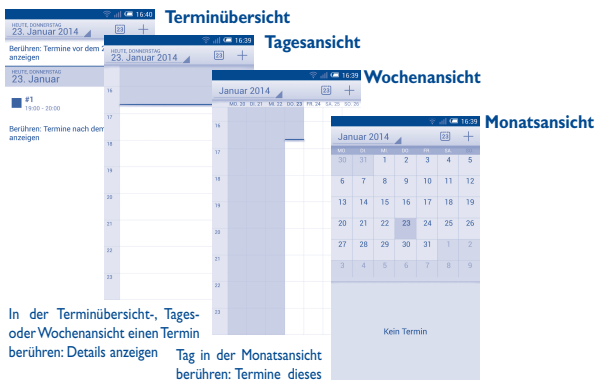 16:40
Terminübersicht
HEUTE, DONNERSTAG
23. Januar 2014
23
Berühren: Termine vor dem 2
anzeigen
HEUTE, DONNERSTAG
23. Januar
#1
19:00 - 20:00
Berühren: Termine nach dem
anzeigen
16:39
Tagesansicht
HEUTE, DONNERSTAG
23. Januar 2014
23
16
17
18
19
20
21
22
23
16:39
Wochenansicht
Januar 2014
23
MO. 20 DI. 21 MI. 22 DO. 23 FR. 24 SA. 25 SO. 26
16
17
18
19
20
21
22
23
16:39
Monatsansicht
Januar 2014
23
MO. DI. MI. DO. FR. SA.
30 31 1 2 3 4 5
6 7 8 9 10 11 12
13 14 15 16 17 18 19
20 21 22 23 24 25 26
27 28 29 30 31 1 2
3 4 5 6 7 8 9
Kein Termin
In der Terminübersicht-, Tages-
oder Wochenansicht einen Termin
berühren: Details anzeigen
Tag in der Monatsansicht
berühren: Termine dieses